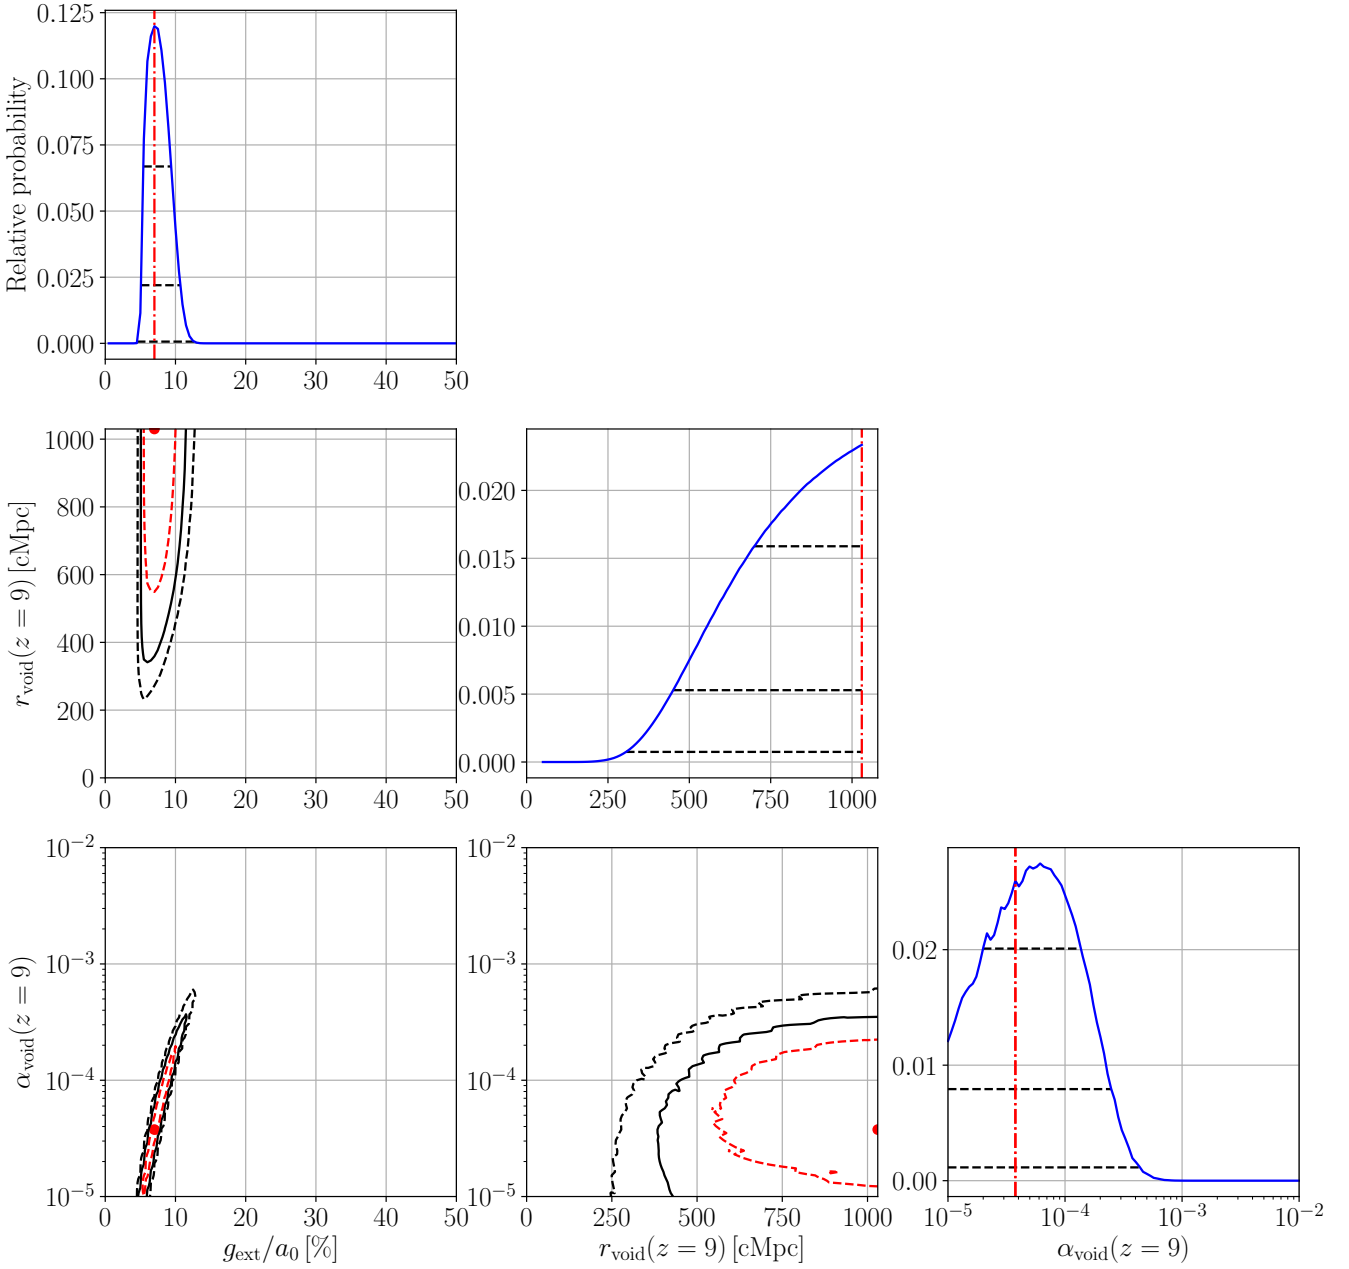 0.125
0.100
0.075
0.050
0.025
0.000
Relative probability
0 10 20 30 40 50
1000
800
600
400
200
0
r_void(z = 9) [cMpc]
0 10 20 30 40 50
0.020
0.015
0.010
0.005
0.000
0 250 500 750 1000
10⁻²
10⁻³
10⁻⁴
10⁻⁵
α_void(z = 9)
0 10 20 30 40 50
g_ext/a_0 [%]
10⁻²
10⁻³
10⁻⁴
10⁻⁵
0 250 500 750 1000
r_void(z = 9) [cMpc]
0.02
0.01
0.00
10⁻⁵ 10⁻⁴ 10⁻³ 10⁻²
α_void(z = 9)